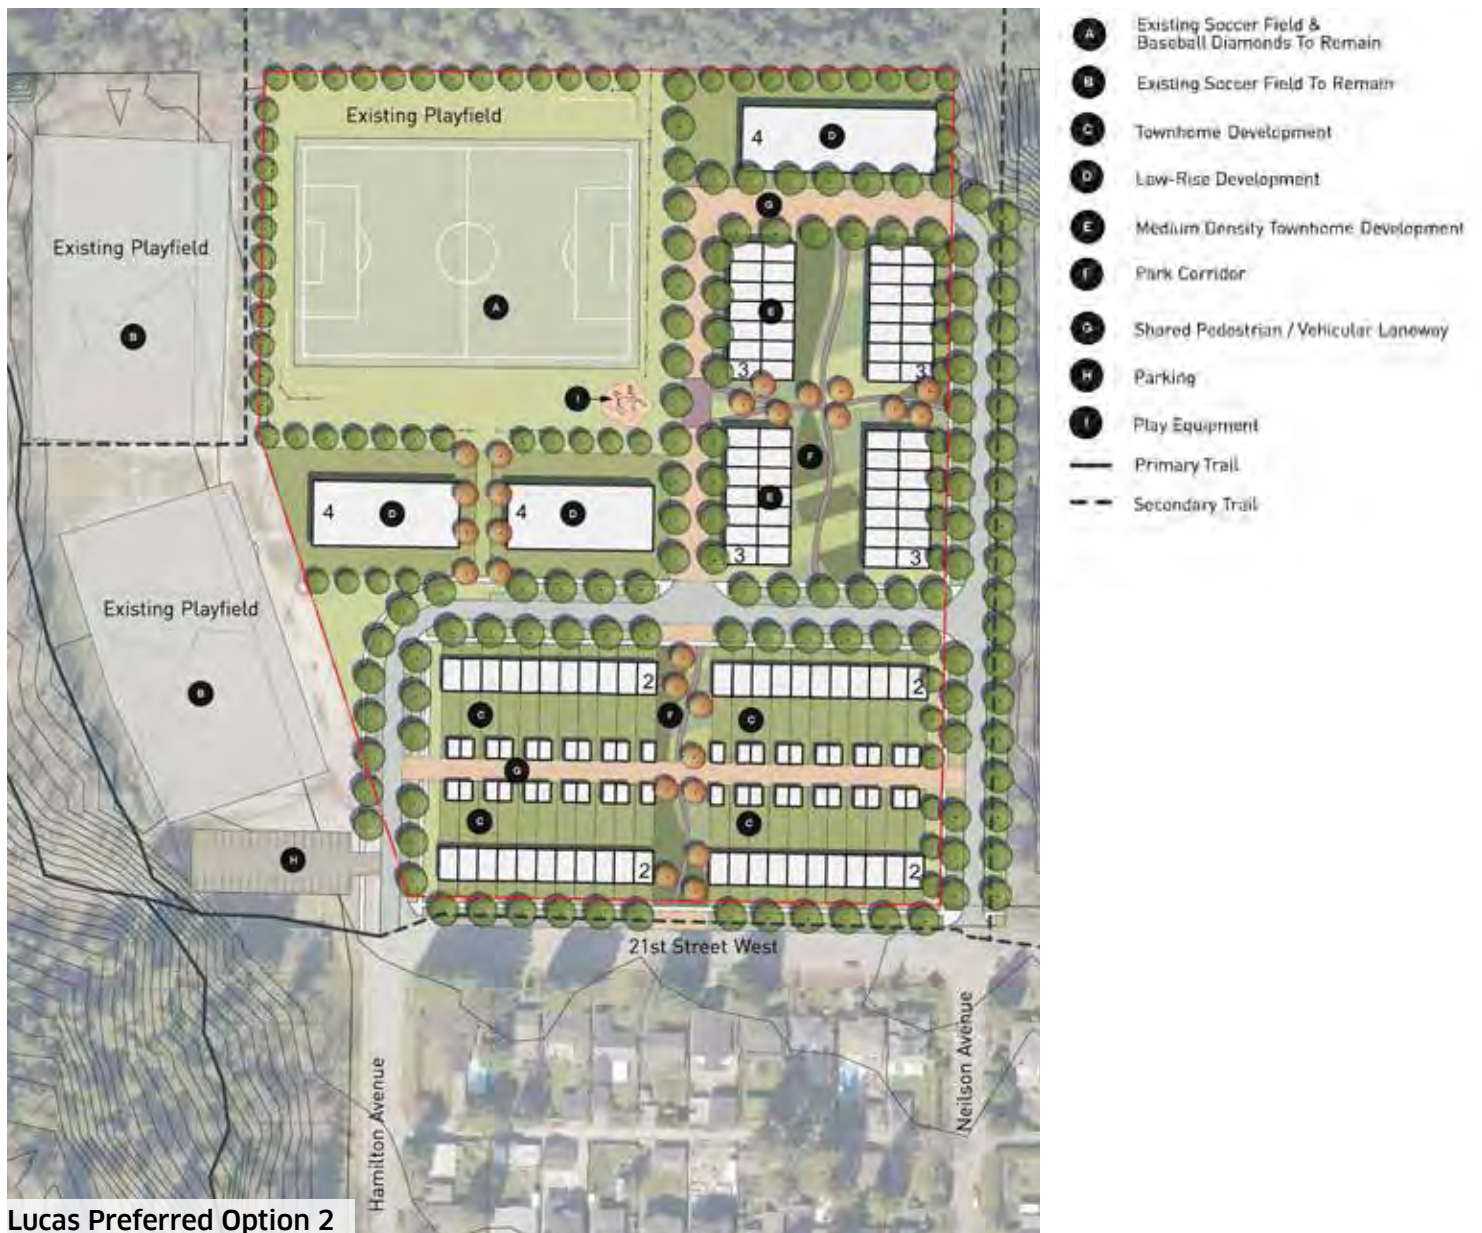 A Existing Soccer Field &
Baseball Diamonds To Remain
B Existing Soccer Field To Remain
C Townhome Development
D Low-Rise Development
E Medium Density Townhome Development
F Park Corridor
G Shared Pedestrian / Vehicular Laneway
H Parking
I Play Equipment
Primary Trail
Secondary Trail
Existing Playfield
4 D
G
Existing Playfield
A
B
E
3 3
I
F
4 D 4 D
E
3 3
Existing Playfield
B
2 2
C F C
G
C C
H
2 2
21st Street West
Hamilton Avenue
Neilson Avenue
Lucas Preferred Option 2